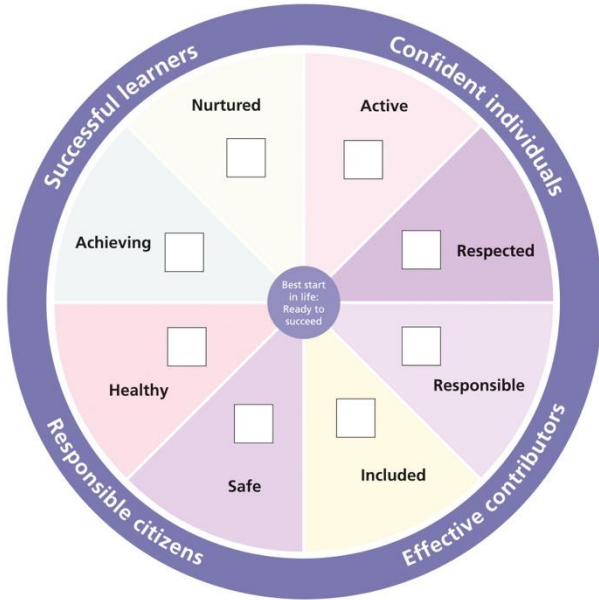 Successful learners
Confident individuals
Nurtured
Active
Achieving
Respected
Best start
in life:
Ready to
succeed
Healthy
Responsible
Safe
Included
Responsible citizens
Effective contributors